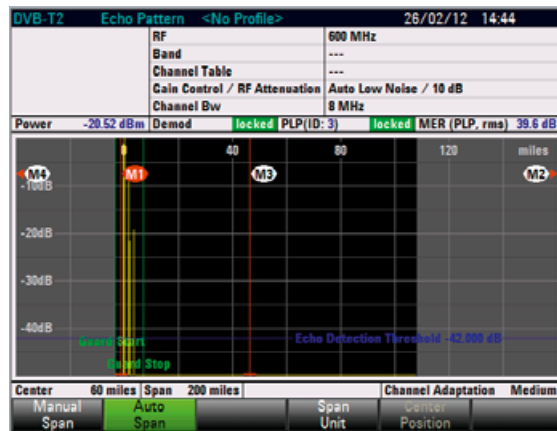 DVB-T2 Echo Pattern <No Profile> 26/02/12 14:44
RF 600 MHz
Band ---
Channel Table ---
Gain Control / RF Attenuation Auto Low Noise / 10 dB
Channel Bw 8 MHz
Power -20.52 dBm Demod locked PLP(ID: 3) locked MER (PLP, rms) 39.6 dB
0 40 80 120 miles
M4 M1 M3 M2
-10dB
-20dB
-30dB
-40dB
Guard Start Echo Detection Threshold -42.000 dB
Guard Stop
Center 60 miles Span 200 miles Channel Adaptation Medium
Manual Auto Span Center
Span Span Unit Position